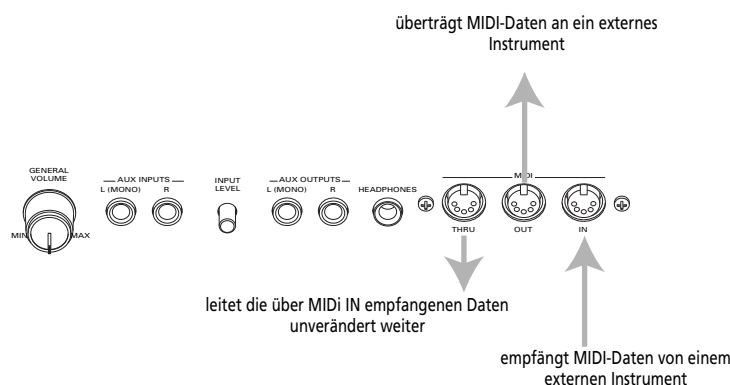 überträgt MIDI-Daten an ein externes
Instrument
GENERAL
VOLUME
MIN
MAX
AUX INPUTS
L (MONO) R
INPUT
LEVEL
AUX OUTPUTS
L (MONO) R
HEADPHONES
MIDI
THRU OUT IN
leitet die über MIDi IN empfangenen Daten
unverändert weiter
empfängt MIDI-Daten von einem
externen Instrument